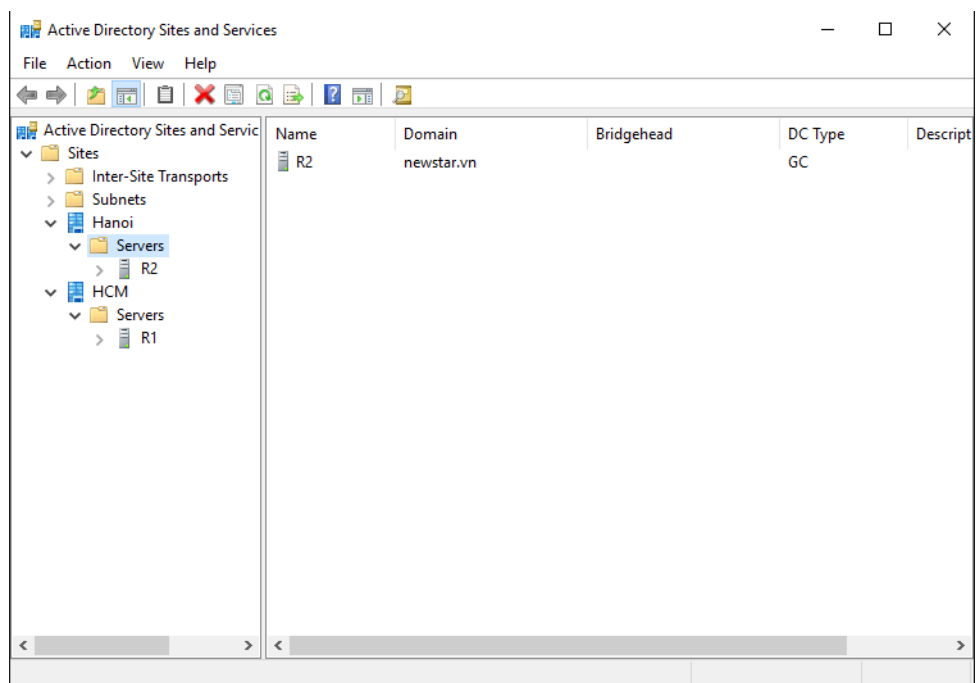 Active Directory Sites and Services
File Action View Help
Active Directory Sites and Servic
Sites
Inter-Site Transports
Subnets
Hanoi
Servers
R2
HCM
Servers
R1
Name Domain Bridgehead DC Type Descript
R2 newstar.vn GC